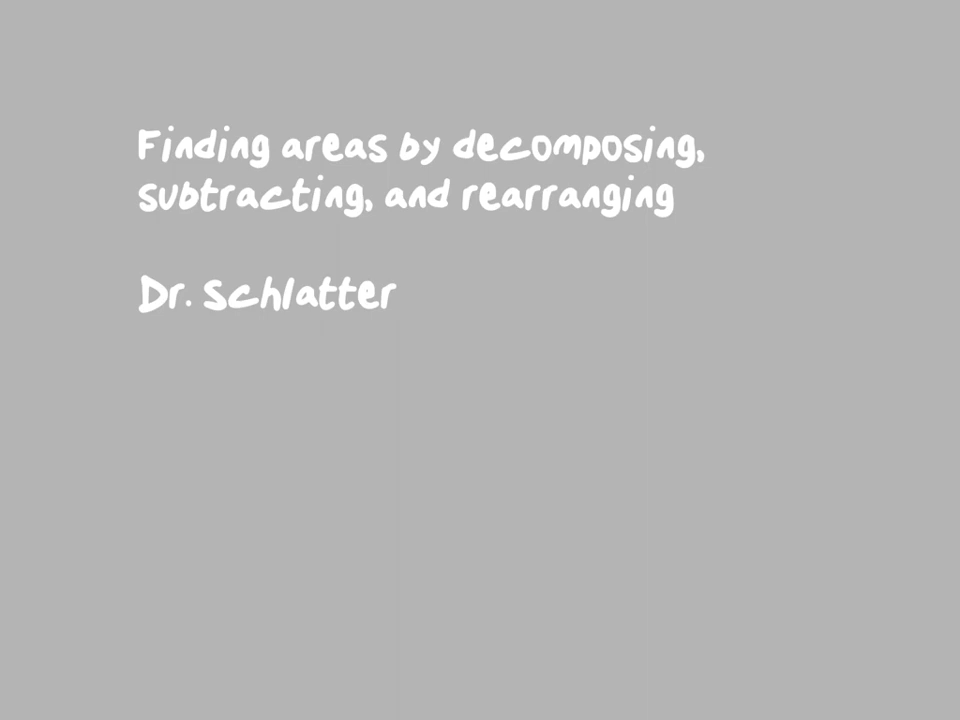 Finding areas by decomposing,
subtracting, and rearranging
Dr. Schlatter